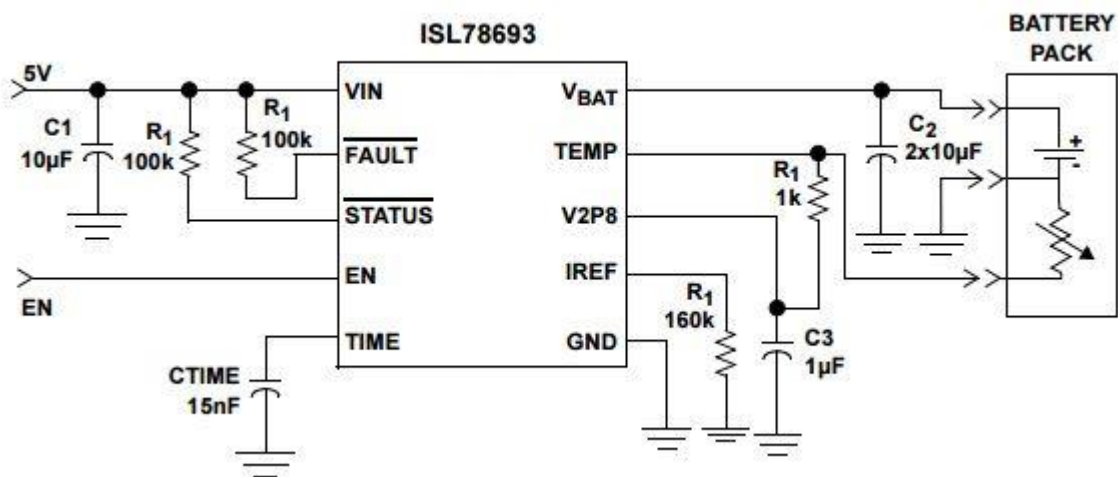 ISL78693
BATTERY
PACK
5V
C1
10µF
R1
100k
R1
100k
VIN
FAULT
STATUS
EN
TIME
VBAT
TEMP
V2P8
IREF
GND
EN
CTIME
15nF
R1
1k
R1
160k
C2
2x10µF
C3
1µF
+
-